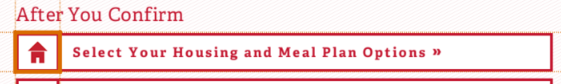 After You Confirm
Select Your Housing and Meal Plan Options »